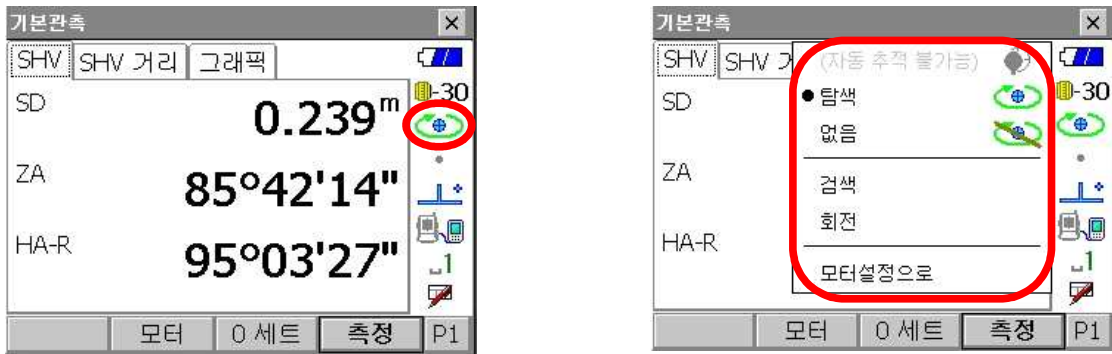 기본관측
SHV SHV 거리 그래픽
-30
SD 0.239m
ZA 85°42'14"
HA-R 95°03'27"
1
모터 0 세트 측정 P1
기본관측
SHV SHV 거
(자동 추적 불가능)
-30
SD
탐색
없음
ZA
검색
회전
HA-R
모터설정으로
1
모터 0 세트 측정 P1